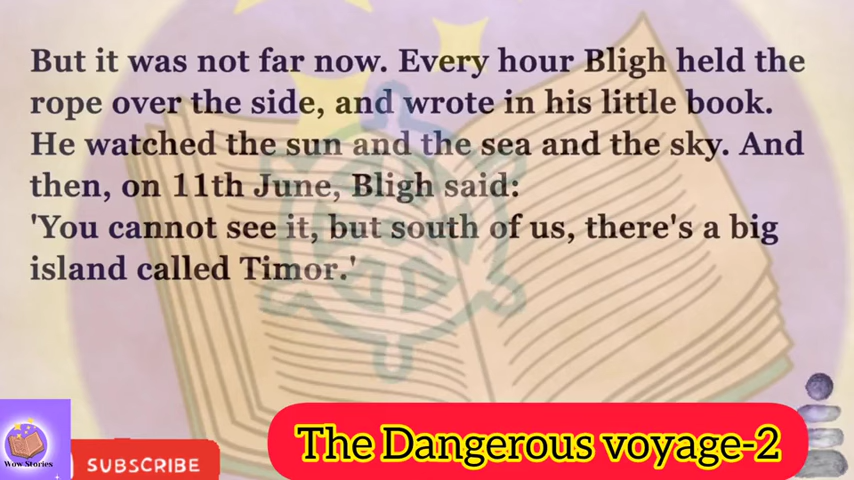 But it was not far now. Every hour Bligh held the
rope over the side, and wrote in his little book.
He watched the sun and the sea and the sky. And
then, on 11th June, Bligh said:
'You cannot see it, but south of us, there's a big
island called Timor.'
The Dangerous voyage-2
Wow Stories
SUBSCRIBE